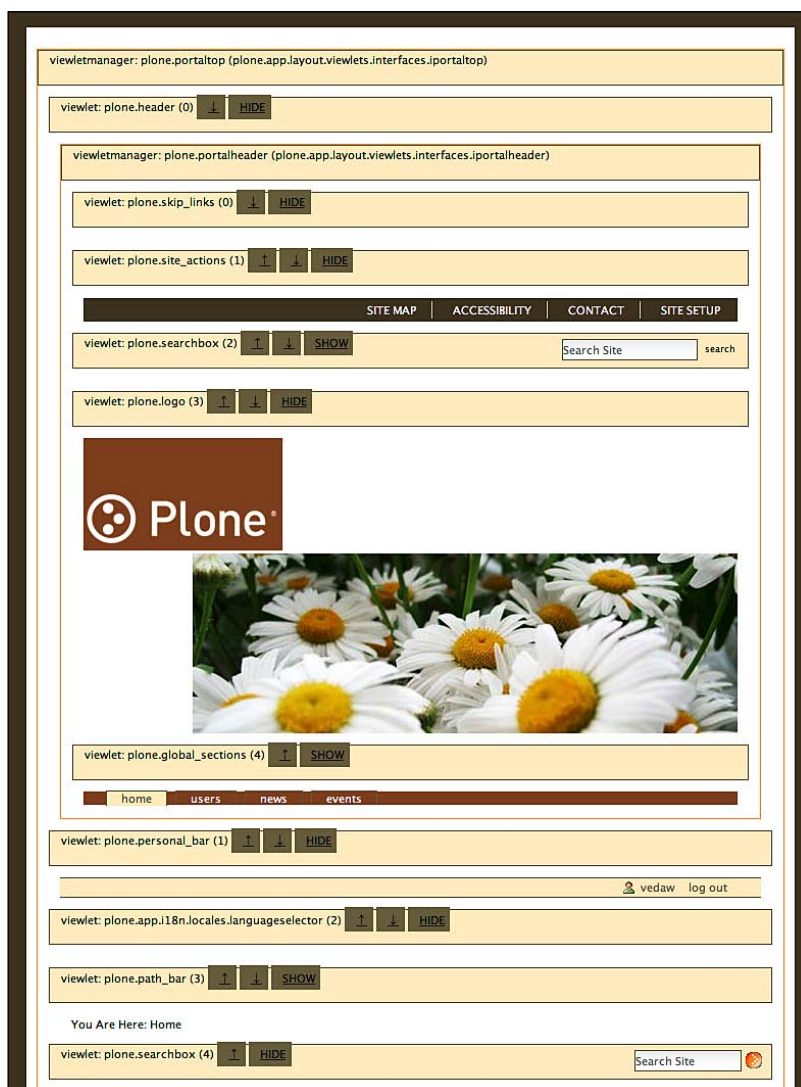 viewletmanager: plone.portaltop (plone.app.layout.viewlets.interfaces.iportaltop)
viewlet: plone.header (0) ↓ HIDE
viewletmanager: plone.portalheader (plone.app.layout.viewlets.interfaces.iportalheader)
viewlet: plone.skip_links (0) ↓ HIDE
viewlet: plone.site_actions (1) ↑ ↓ HIDE
SITE MAP ACCESSIBILITY CONTACT SITE SETUP
viewlet: plone.searchbox (2) ↑ ↓ SHOW Search Site search
viewlet: plone.logo (3) ↑ ↓ HIDE
Plone
viewlet: plone.global_sections (4) ↑ SHOW
home users news events
viewlet: plone.personal_bar (1) ↑ ↓ HIDE
vedaw log out
viewlet: plone.app.i18n.locales.languageselector (2) ↑ ↓ HIDE
viewlet: plone.path_bar (3) ↑ ↓ SHOW
You Are Here: Home
viewlet: plone.searchbox (4) ↑ HIDE Search Site